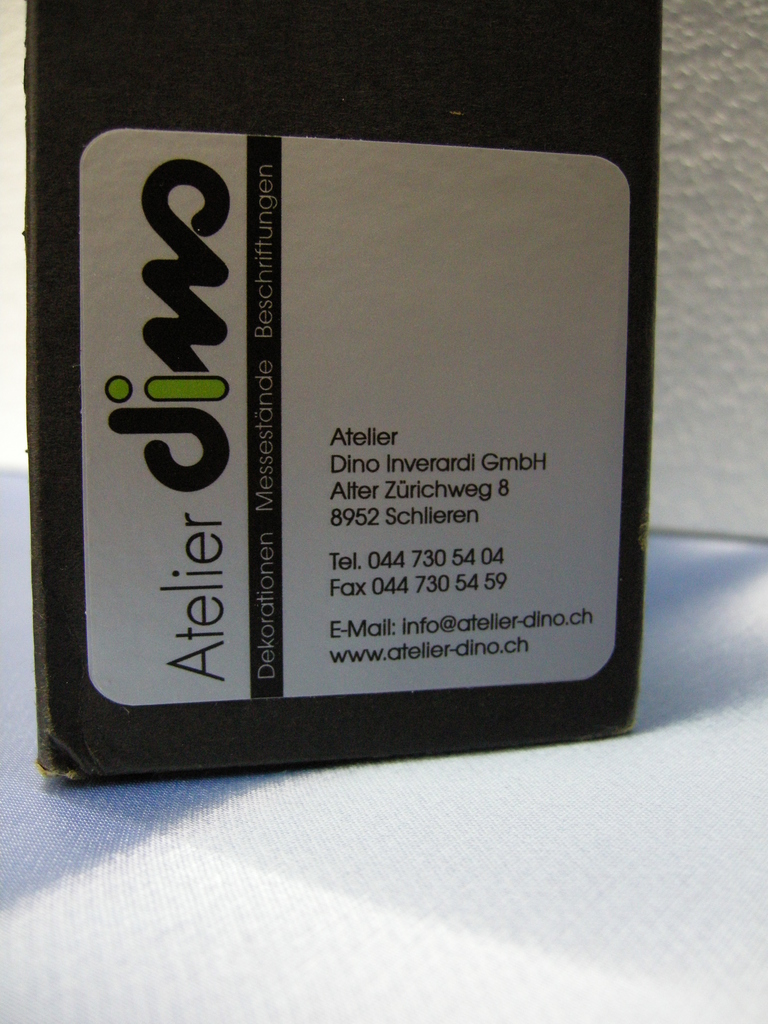 Atelier dino
Dekorationen Messestände Beschriftungen
Atelier
Dino Inverardi GmbH
Alter Zürichweg 8
8952 Schlieren
Tel. 044 730 54 04
Fax 044 730 54 59
E-Mail: info@atelier-dino.ch
www.atelier-dino.ch